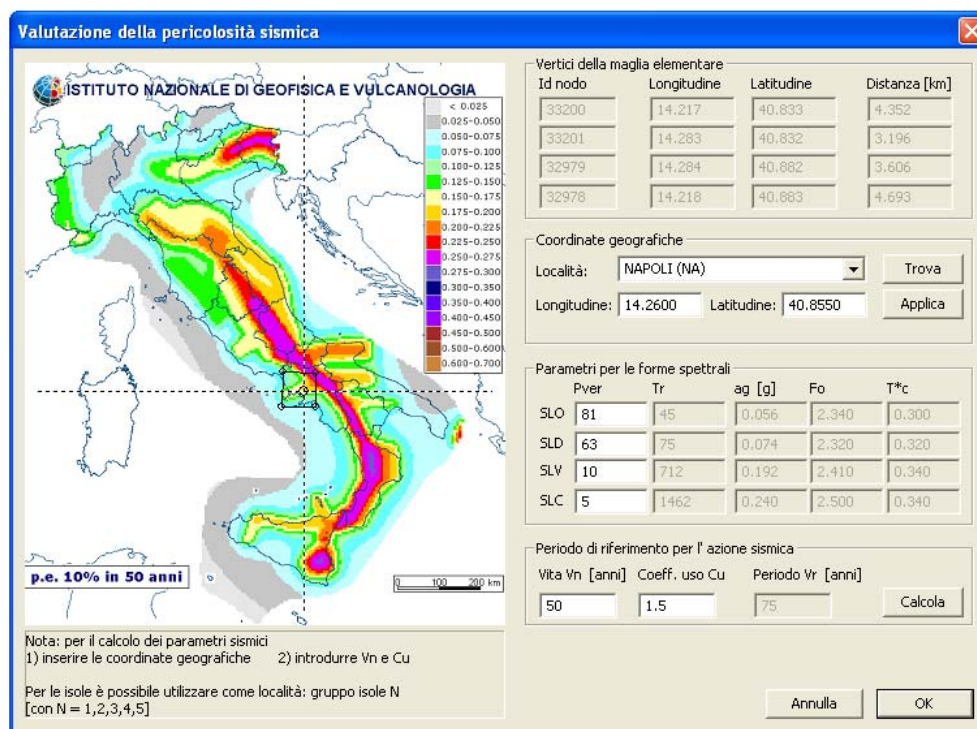 Valutazione della pericolosità sismica
ISTITUTO NAZIONALE DI GEOFISICA E VULCANOLOGIA
< 0.025
0.025-0.050
0.050-0.075
0.075-0.100
0.100-0.125
0.125-0.150
0.150-0.175
0.175-0.200
0.200-0.225
0.225-0.250
0.250-0.275
0.275-0.300
0.300-0.350
0.350-0.400
0.400-0.450
0.450-0.500
0.500-0.600
0.600-0.700
p.e. 10% in 50 anni
0 100 200 km
Nota: per il calcolo dei parametri sismici
1) inserire le coordinate geografiche 2) introdurre Vn e Cu
Per le isole è possibile utilizzare come località: gruppo isole N
[con N = 1,2,3,4,5]
Vertici della maglia elementare
Id nodo Longitudine Latitudine Distanza [km]
33200 14.217 40.833 4.352
33201 14.283 40.832 3.196
32979 14.284 40.882 3.606
32978 14.218 40.883 4.693
Coordinate geografiche
Località: NAPOLI (NA) Trova
Longitudine: 14.2600 Latitudine: 40.8550 Applica
Parametri per le forme spettrali
Pver Tr ag [g] Fo T*c
SLO 81 45 0.056 2.340 0.300
SLD 63 75 0.074 2.320 0.320
SLV 10 712 0.192 2.410 0.340
SLC 5 1462 0.240 2.500 0.340
Periodo di riferimento per l' azione sismica
Vita Vn [anni] Coeff. uso Cu Periodo Vr [anni]
50 1.5 75 Calcola
Annulla OK